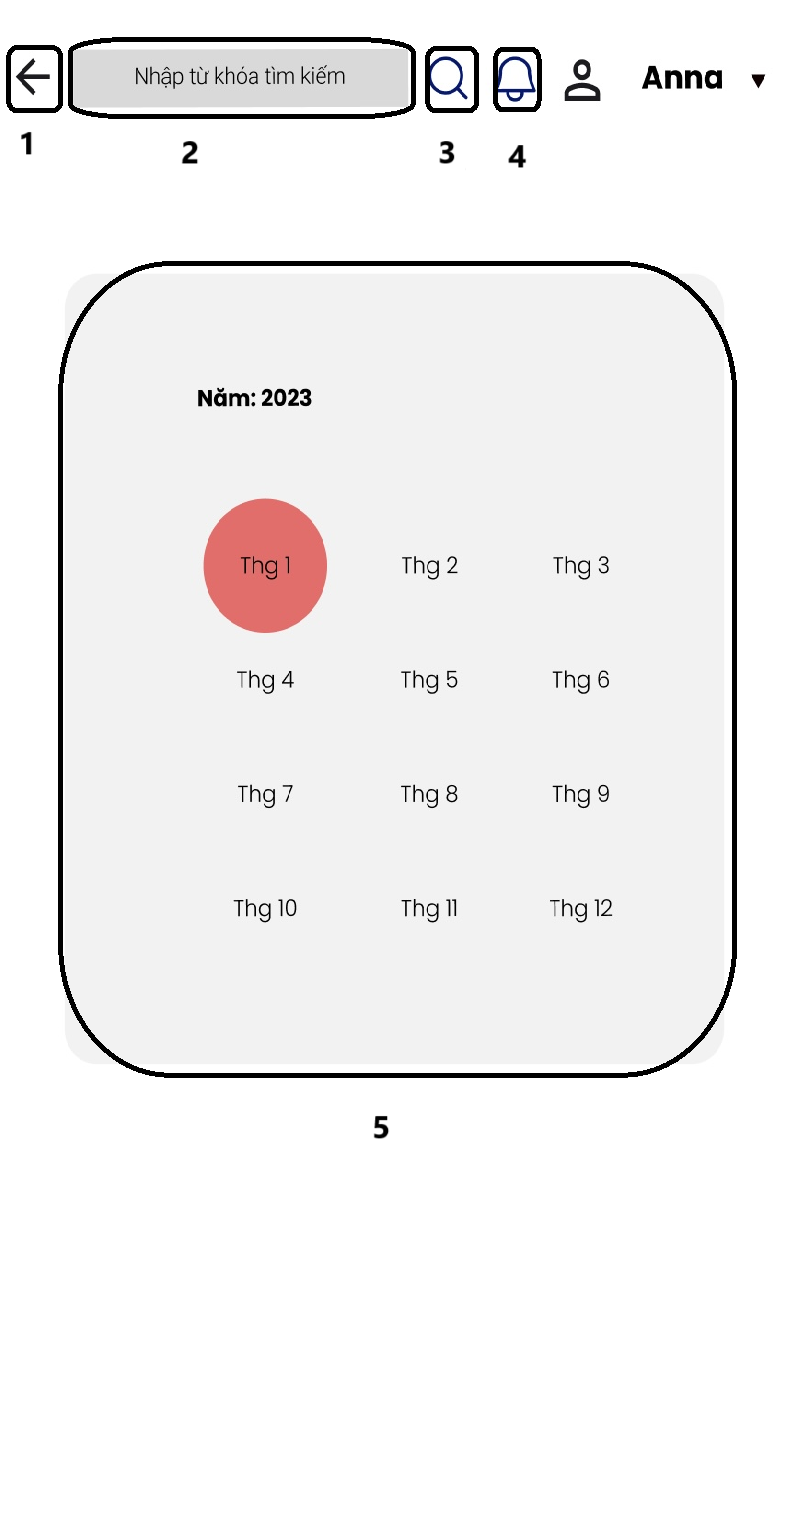 Nhập từ khóa tìm kiếm
Anna
1 2 3 4
Năm: 2023
Thg 1 Thg 2 Thg 3
Thg 4 Thg 5 Thg 6
Thg 7 Thg 8 Thg 9
Thg 10 Thg 11 Thg 12
5